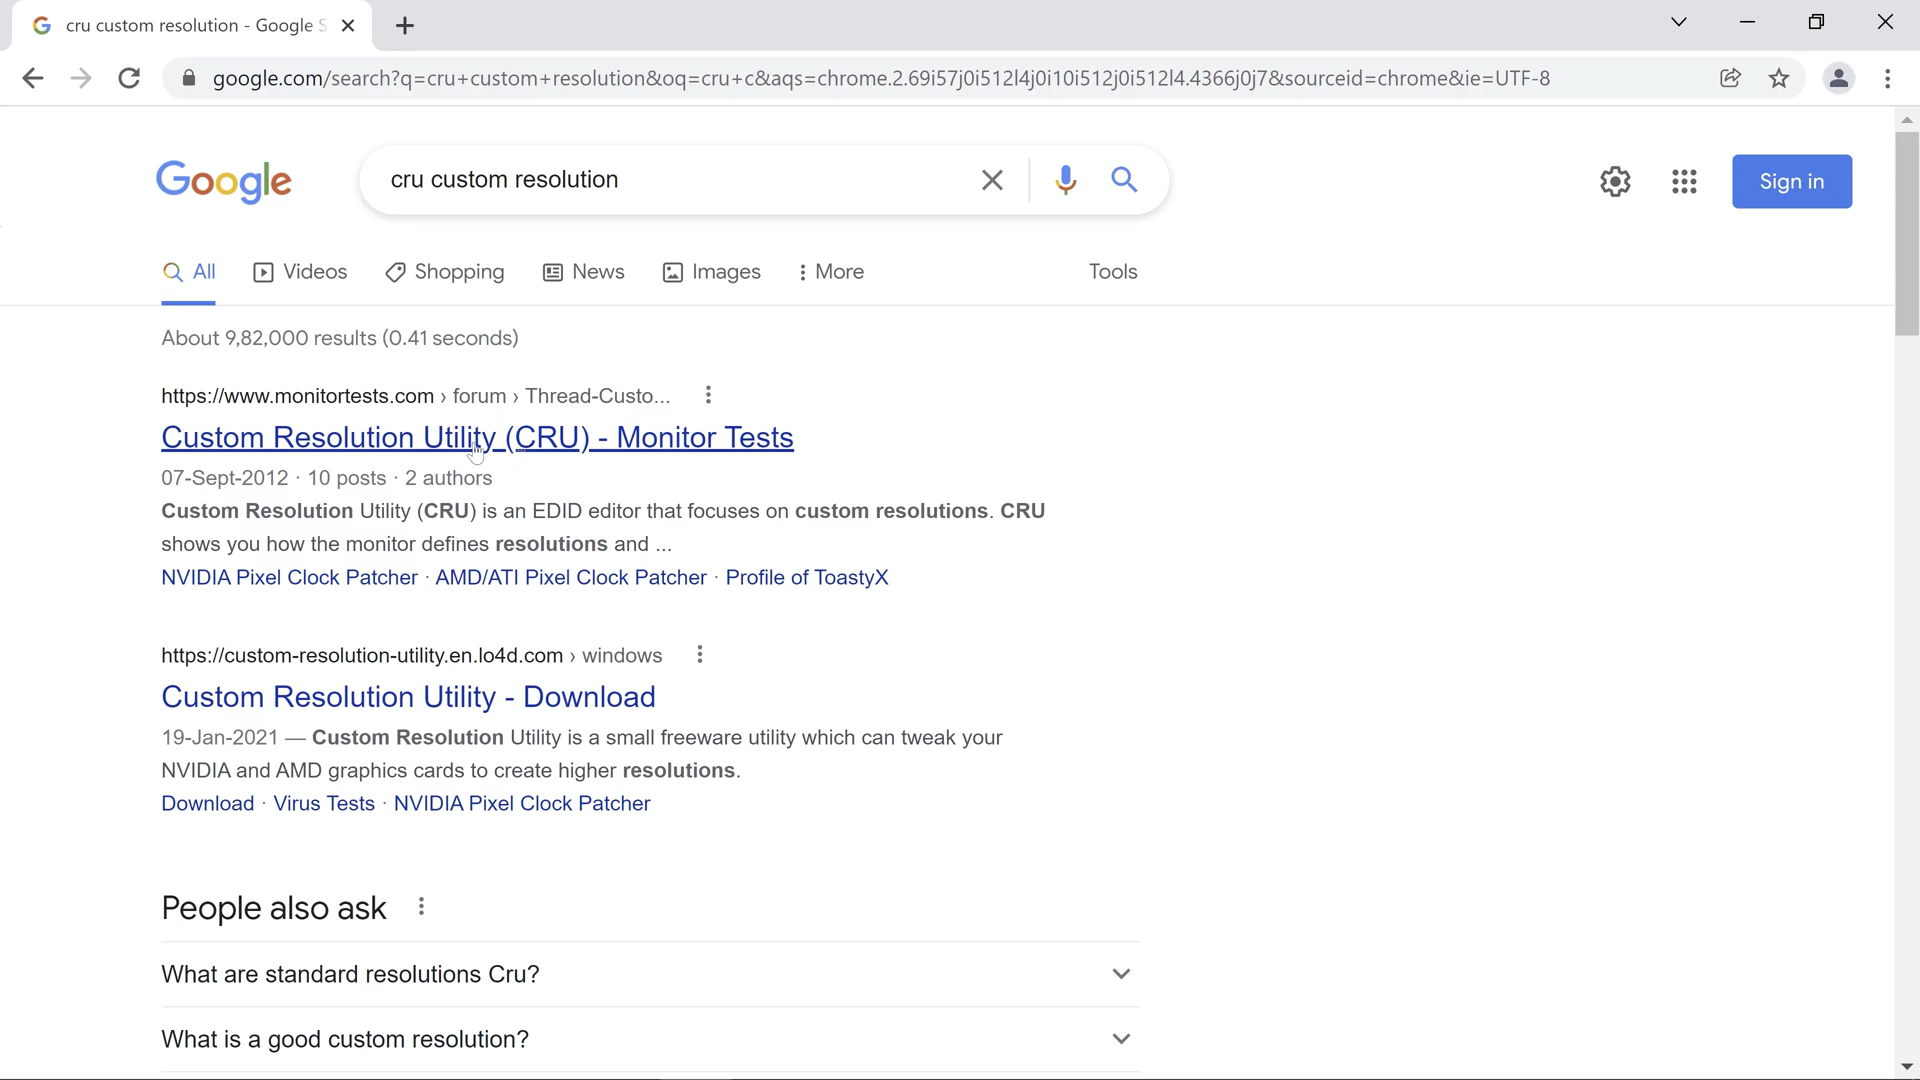 cru custom resolution - Google S
google.com/search?q=cru+custom+resolution&oq=cru+c&aqs=chrome.2.69i57j0i512l4j0i10i512j0i512l4.4366j0j7&sourceid=chrome&ie=UTF-8
Google
cru custom resolution
Sign in
All Videos Shopping News Images More Tools
About 9,82,000 results (0.41 seconds)
https://www.monitortests.com › forum › Thread-Custo...
Custom Resolution Utility (CRU) - Monitor Tests
07-Sept-2012 · 10 posts · 2 authors
Custom Resolution Utility (CRU) is an EDID editor that focuses on custom resolutions. CRU
shows you how the monitor defines resolutions and ...
NVIDIA Pixel Clock Patcher · AMD/ATI Pixel Clock Patcher · Profile of ToastyX
https://custom-resolution-utility.en.lo4d.com › windows
Custom Resolution Utility - Download
19-Jan-2021 — Custom Resolution Utility is a small freeware utility which can tweak your
NVIDIA and AMD graphics cards to create higher resolutions.
Download · Virus Tests · NVIDIA Pixel Clock Patcher
People also ask
What are standard resolutions Cru?
What is a good custom resolution?